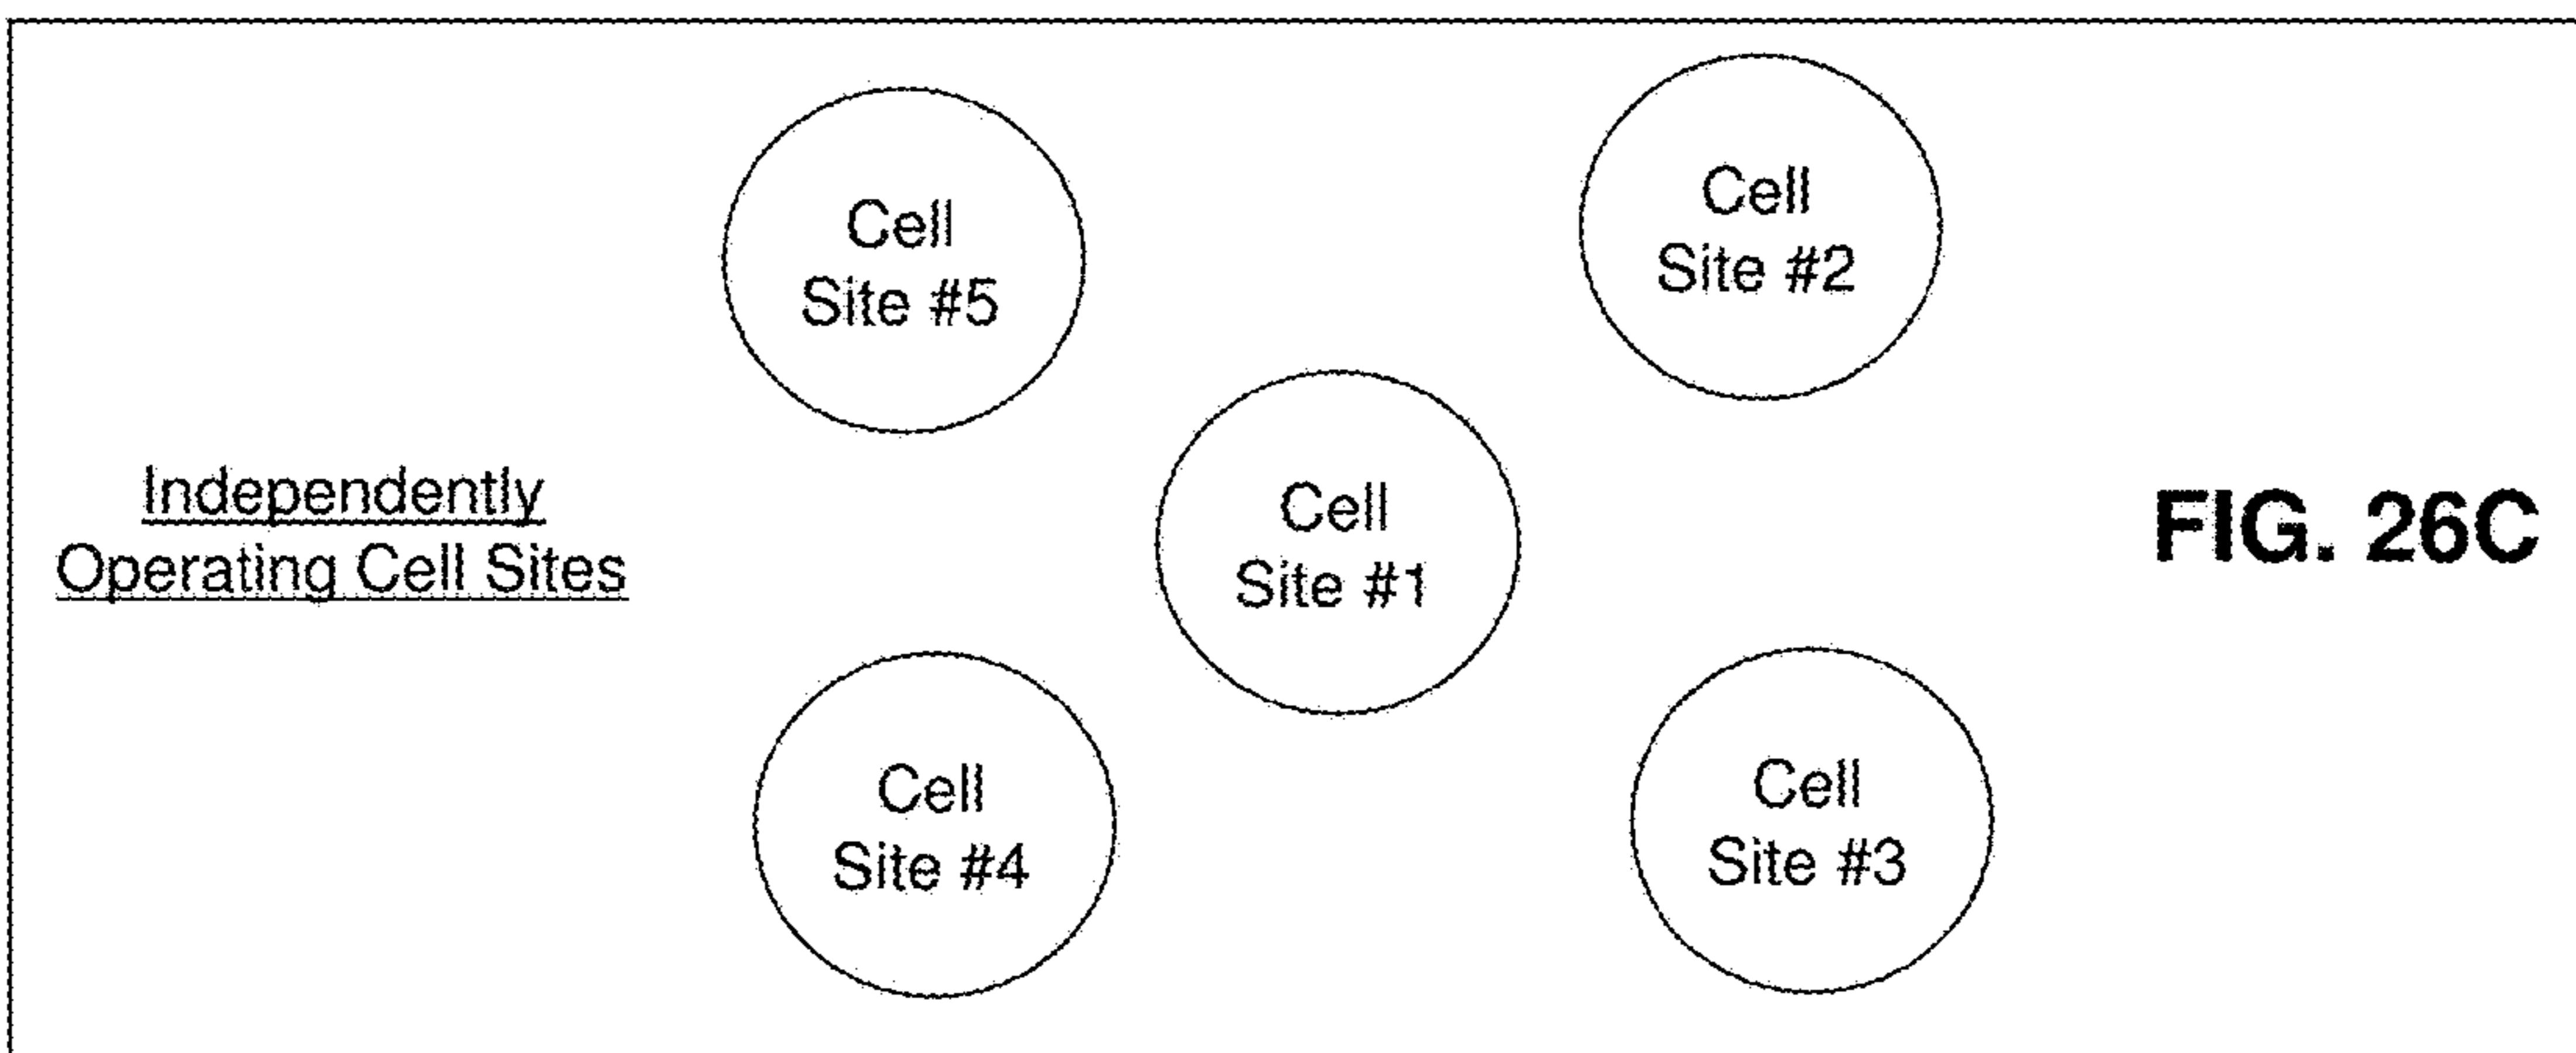 Cell
Site #5
Cell
Site #2
Independently
Operating Cell Sites
Cell
Site #1
FIG. 26C
Cell
Site #4
Cell
Site #3